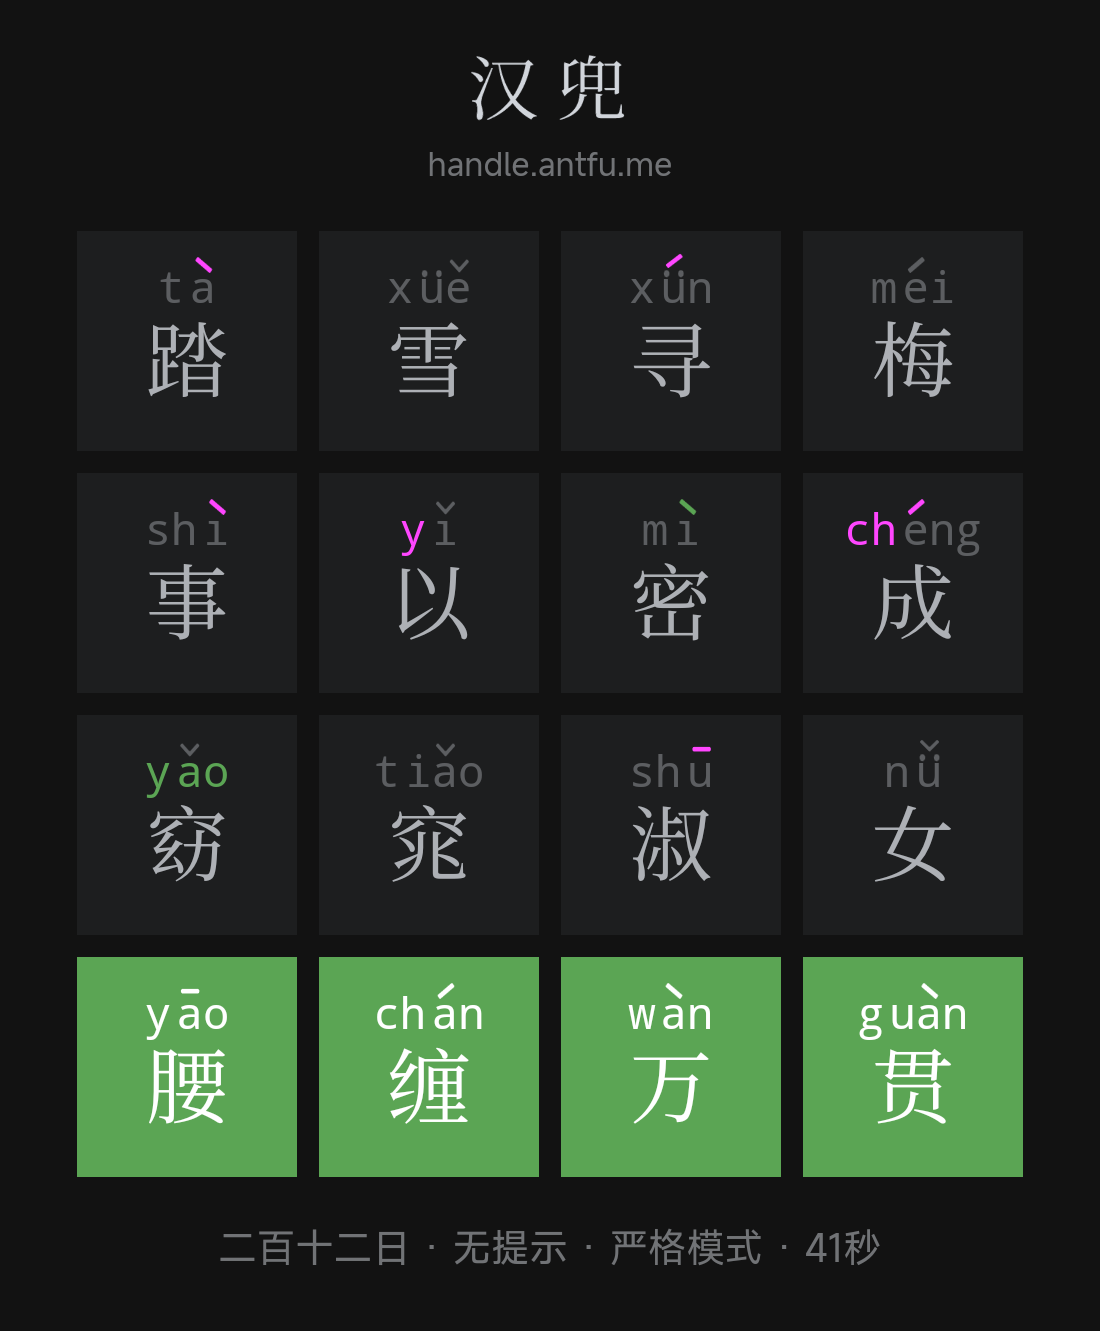 汉兜
handle.antfu.me
tà xüě xǘn méi
踏 雪 寻 梅
shì yǐ mì chéng
事 以 密 成
yǎo tiǎo shū nǚ
窈 窕 淑 女
yāo chán wàn guàn
腰 缠 万 贯
二百十二日 · 无提示 · 严格模式 · 41秒